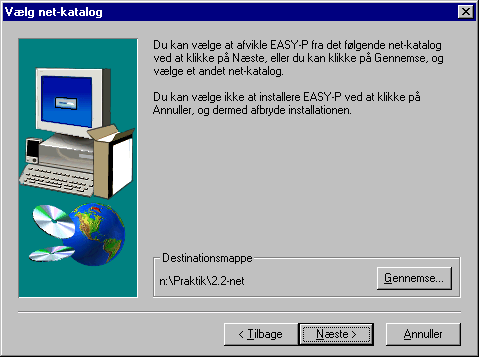 Vælg net-katalog
Du kan vælge at afvikle EASY-P fra det følgende net-katalog
ved at klikke på Næste, eller du kan klikke på Gennemse, og
vælge et andet net-katalog.
Du kan vælge ikke at installere EASY-P ved at klikke på
Annuller, og dermed afbryde installationen.
Destinationsmappe
n:\Praktik\2.2-net
Gennemse...
< Tilbage
Næste >
Annuller